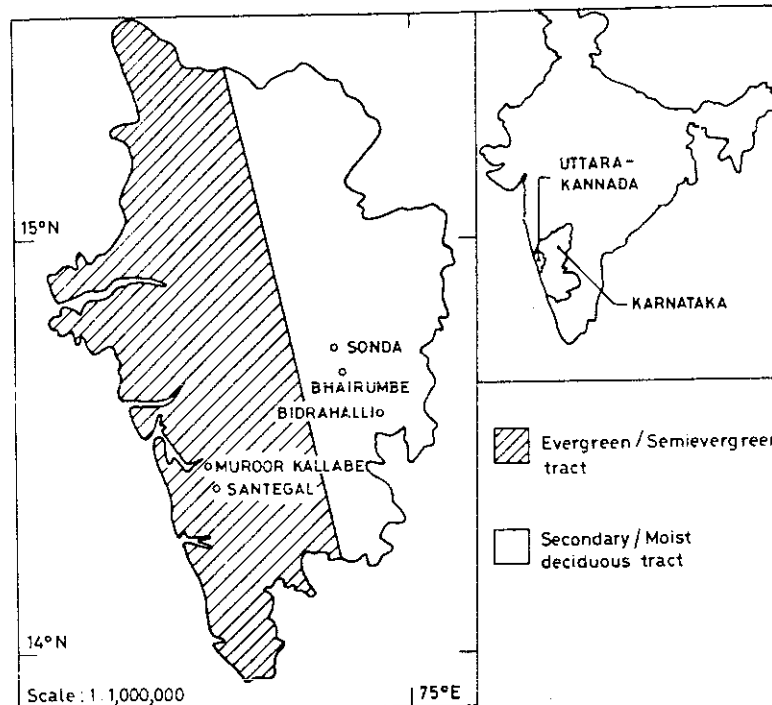 15°N
SONDA
BHAIRUMBE
BIDRAHALLI
MUROOR KALLABE
SANTEGAL
14°N
Scale: 1:1,000,000
75°E
UTTARA-
KANNADA
KARNATAKA
Evergreen/Semievergreen
tract
Secondary/Moist
deciduous tract